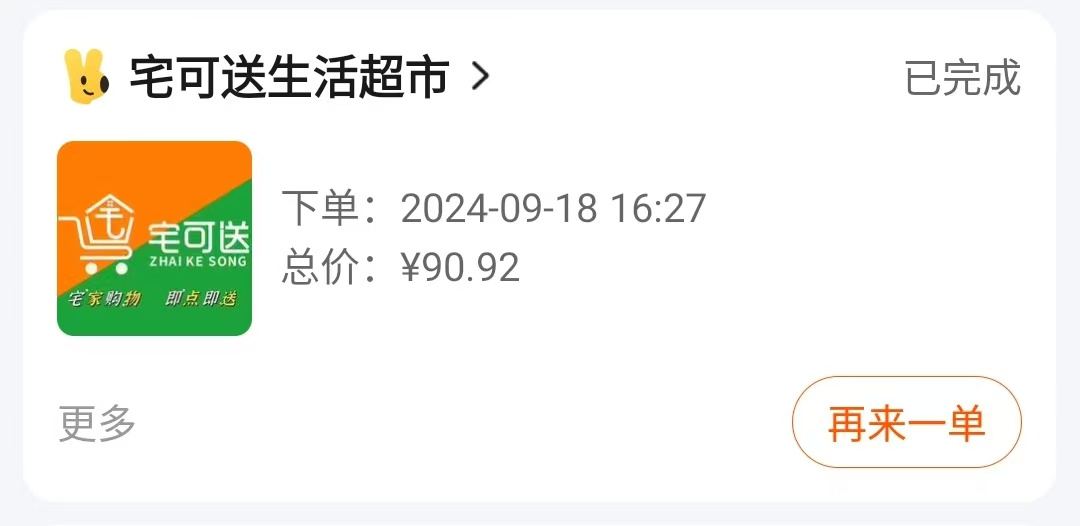 宅可送生活超市
已完成
宅可送
ZHAI KE SONG
宅家购物 即点即送
下单：2024-09-18 16:27
总价：¥90.92
更多
再来一单